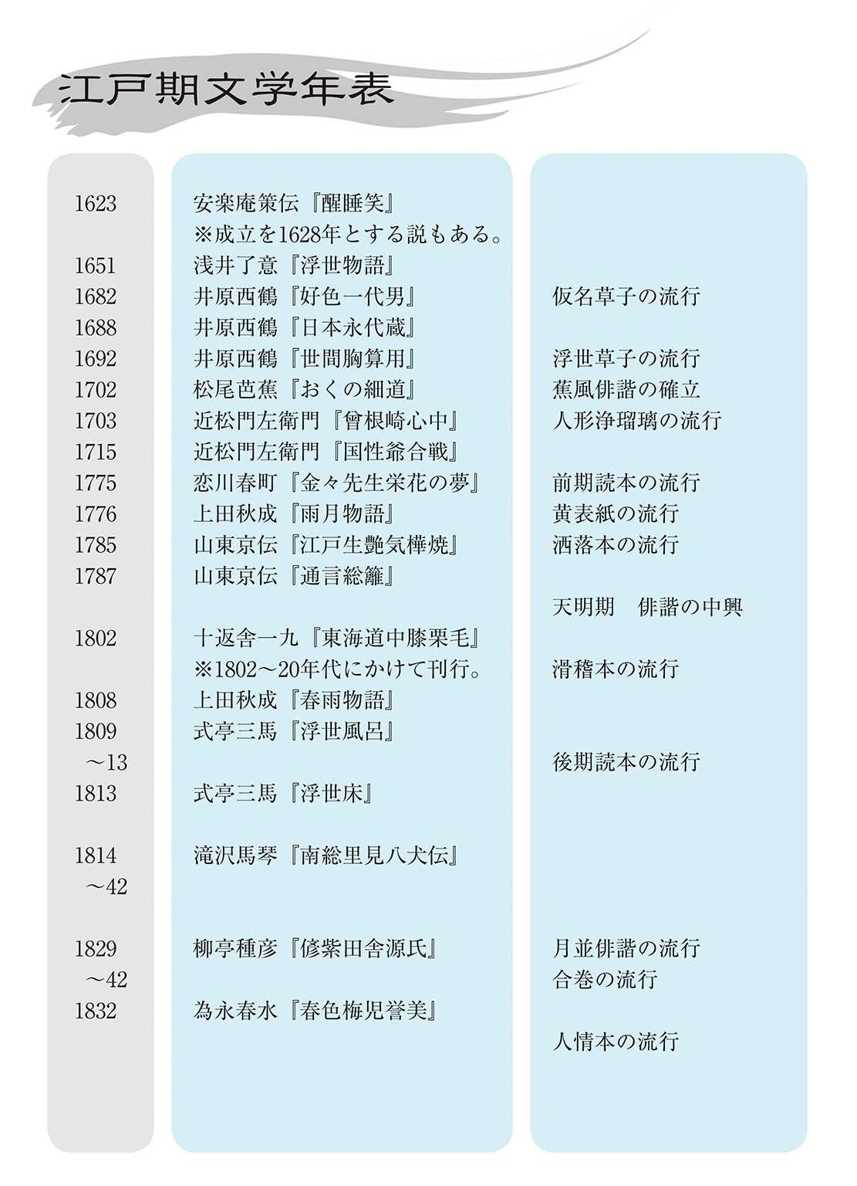 江戸期文学年表
1623 安楽庵策伝『醒睡笑』
※成立を1628年とする説もある。
1651 浅井了意『浮世物語』
1682 井原西鶴『好色一代男』 仮名草子の流行
1688 井原西鶴『日本永代蔵』
1692 井原西鶴『世間胸算用』 浮世草子の流行
1702 松尾芭蕉『おくの細道』 蕉風俳諧の確立
1703 近松門左衛門『曾根崎心中』 人形浄瑠璃の流行
1715 近松門左衛門『国性爺合戦』
1775 恋川春町『金々先生栄花の夢』 前期読本の流行
1776 上田秋成『雨月物語』 黄表紙の流行
1785 山東京伝『江戸生艶気樺焼』 洒落本の流行
1787 山東京伝『通言総籬』
天明期　俳諧の中興
1802 十返舎一九『東海道中膝栗毛』
※1802〜20年代にかけて刊行。 滑稽本の流行
1808 上田秋成『春雨物語』
1809 式亭三馬『浮世風呂』
〜13 後期読本の流行
1813 式亭三馬『浮世床』
1814 滝沢馬琴『南総里見八犬伝』
〜42
1829 柳亭種彦『偐紫田舎源氏』 月並俳諧の流行
〜42 合巻の流行
1832 為永春水『春色梅児誉美』
人情本の流行